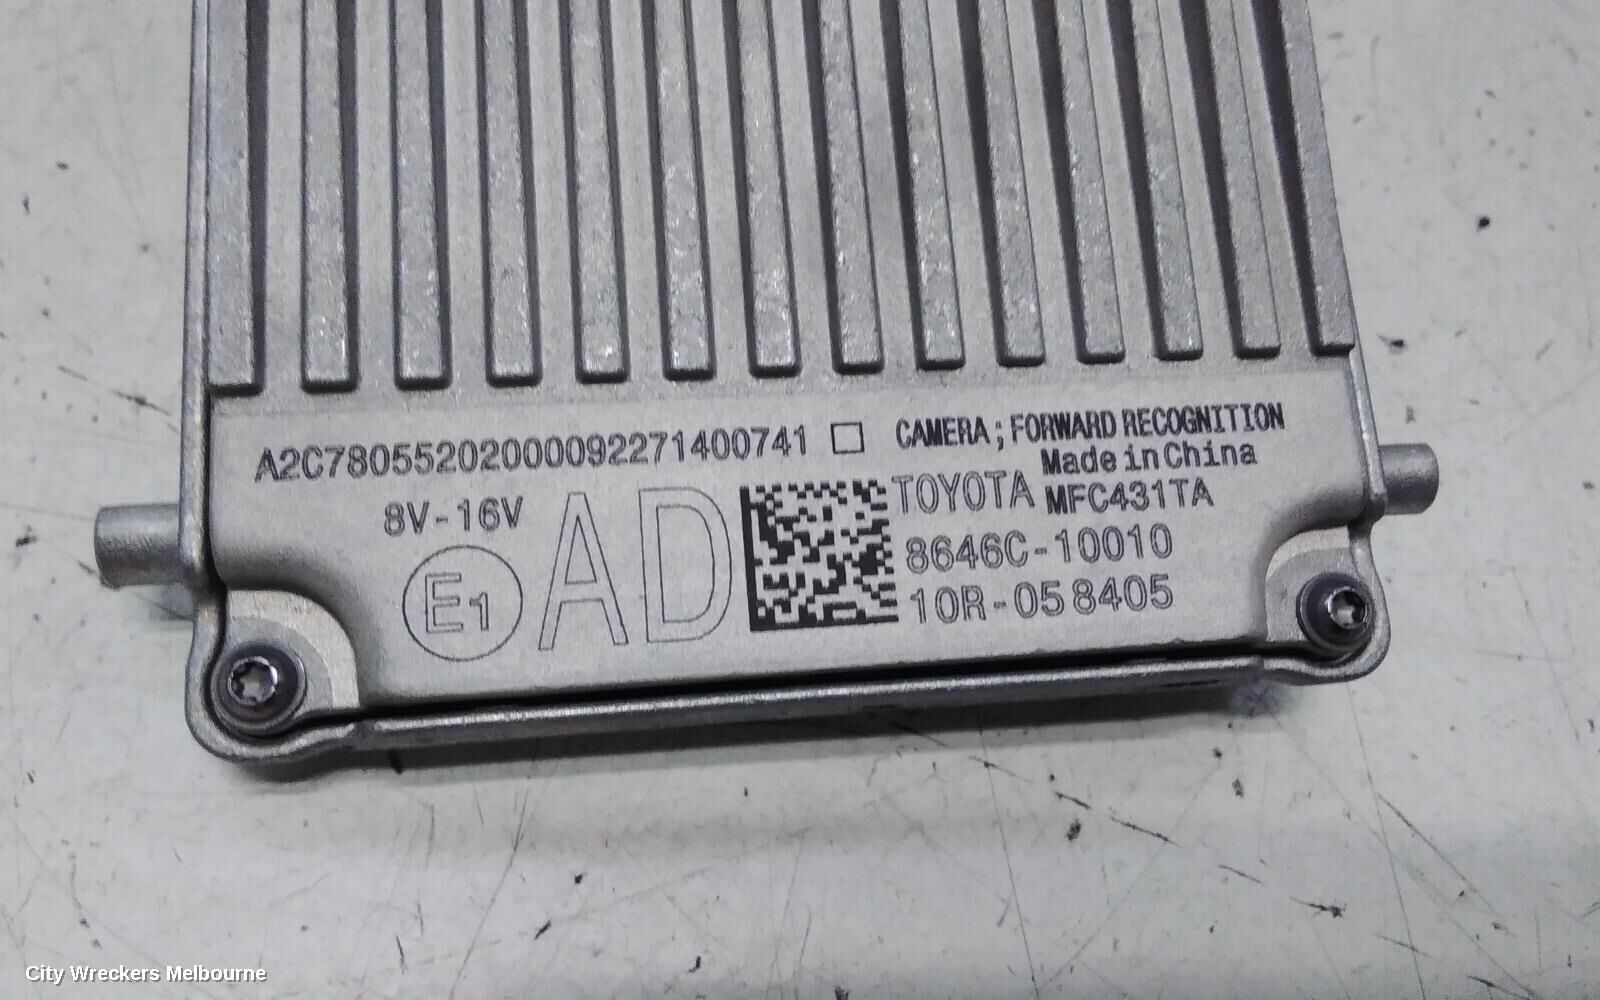 A2C78055202000092271400741 □ CAMERA; FORWARD RECOGNITION
Made in China
8V-16V
AD
TOYOTA MFC431TA
8646C-10010
E1
10R-058405
City Wreckers Melbourne